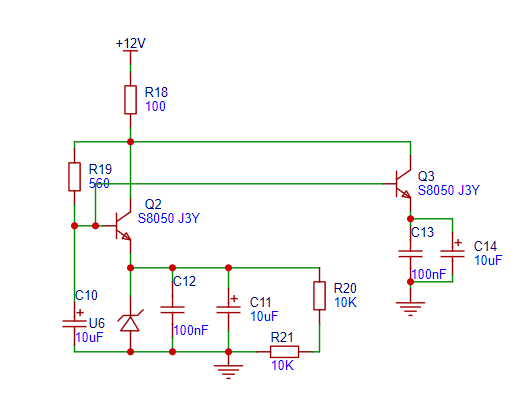 +12V
R18
100
R19
560
Q3
S8050 J3Y
Q2
S8050 J3Y
C13
C14
10uF
100nF
C12
C10
C11
10uF
R20
10K
U6
10uF
100nF
R21
10K